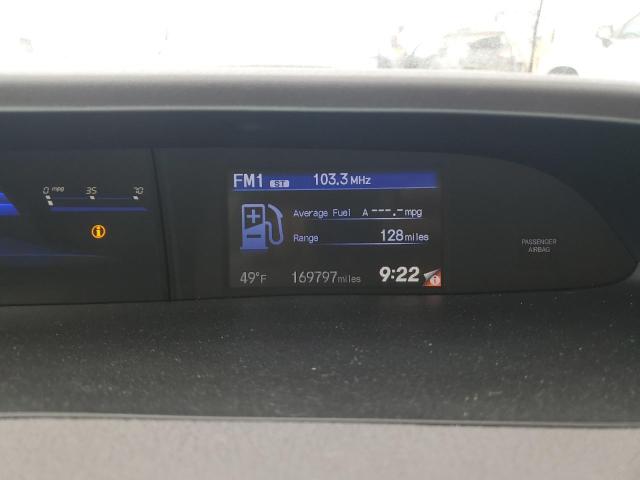 FM1 ST 103.3 MHz
0 mpg 35 70
Average Fuel A ---.- mpg
Range 128 miles
PASSENGER
AIRBAG
49°F 169797 miles 9:22